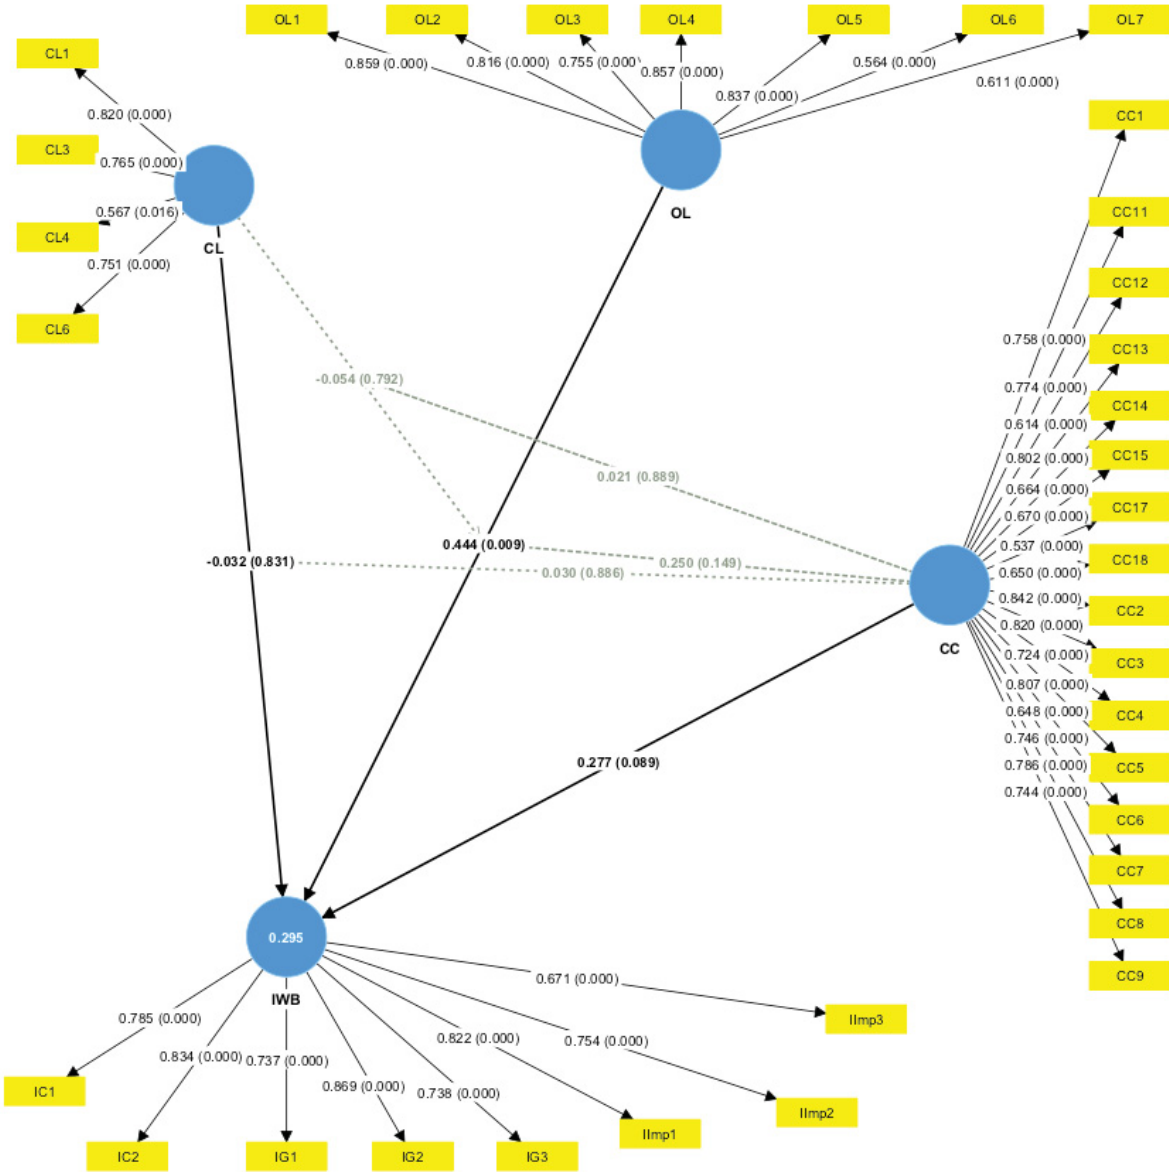 OL1
OL2
OL3
OL4
OL5
OL6
OL7
CL1
0.859 (0.000)
0.816 (0.000)
0.755 (0.000)
0.857 (0.000)
0.837 (0.000)
0.564 (0.000)
0.611 (0.000)
0.820 (0.000)
CL3
0.765 (0.000)
0.567 (0.016)
CL4
0.751 (0.000)
CL6
CL
OL
CC1
CC11
CC12
CC13
CC14
CC15
CC17
CC18
CC2
CC3
CC4
CC5
CC6
CC7
CC8
CC9
0.758 (0.000)
0.774 (0.000)
0.614 (0.000)
0.802 (0.000)
0.664 (0.000)
0.670 (0.000)
0.537 (0.000)
0.650 (0.000)
0.842 (0.000)
0.820 (0.000)
0.724 (0.000)
0.807 (0.000)
0.648 (0.000)
0.746 (0.000)
0.786 (0.000)
0.744 (0.000)
-0.054 (0.792)
0.021 (0.889)
0.444 (0.009)
0.250 (0.149)
-0.032 (0.831)
0.030 (0.886)
CC
0.277 (0.089)
0.295
IWB
0.671 (0.000)
0.785 (0.000)
0.834 (0.000)
0.737 (0.000)
0.869 (0.000)
0.738 (0.000)
0.822 (0.000)
0.754 (0.000)
IImp3
IC1
IImp2
IImp1
IC2
IG1
IG2
IG3